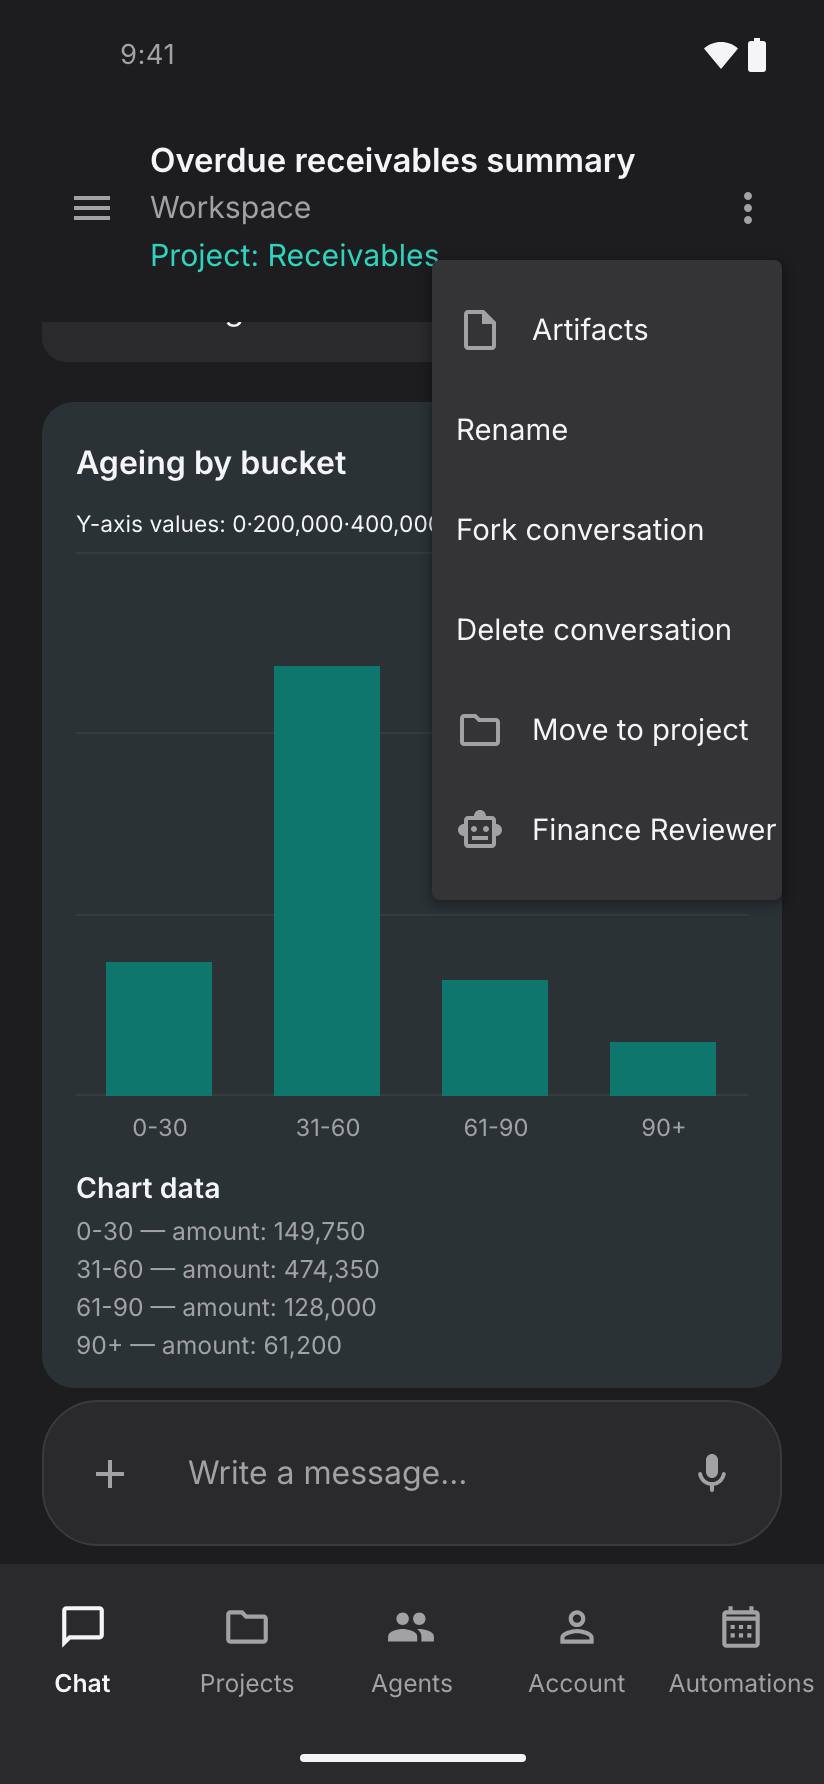 9:41
Overdue receivables summary
Workspace
Project: Receivables
Artifacts
Rename
Fork conversation
Delete conversation
Move to project
Finance Reviewer
Ageing by bucket
Y-axis values: 0·200,000·400,000
0-30
31-60
61-90
90+
Chart data
0-30 — amount: 149,750
31-60 — amount: 474,350
61-90 — amount: 128,000
90+ — amount: 61,200
Write a message...
Chat
Projects
Agents
Account
Automations